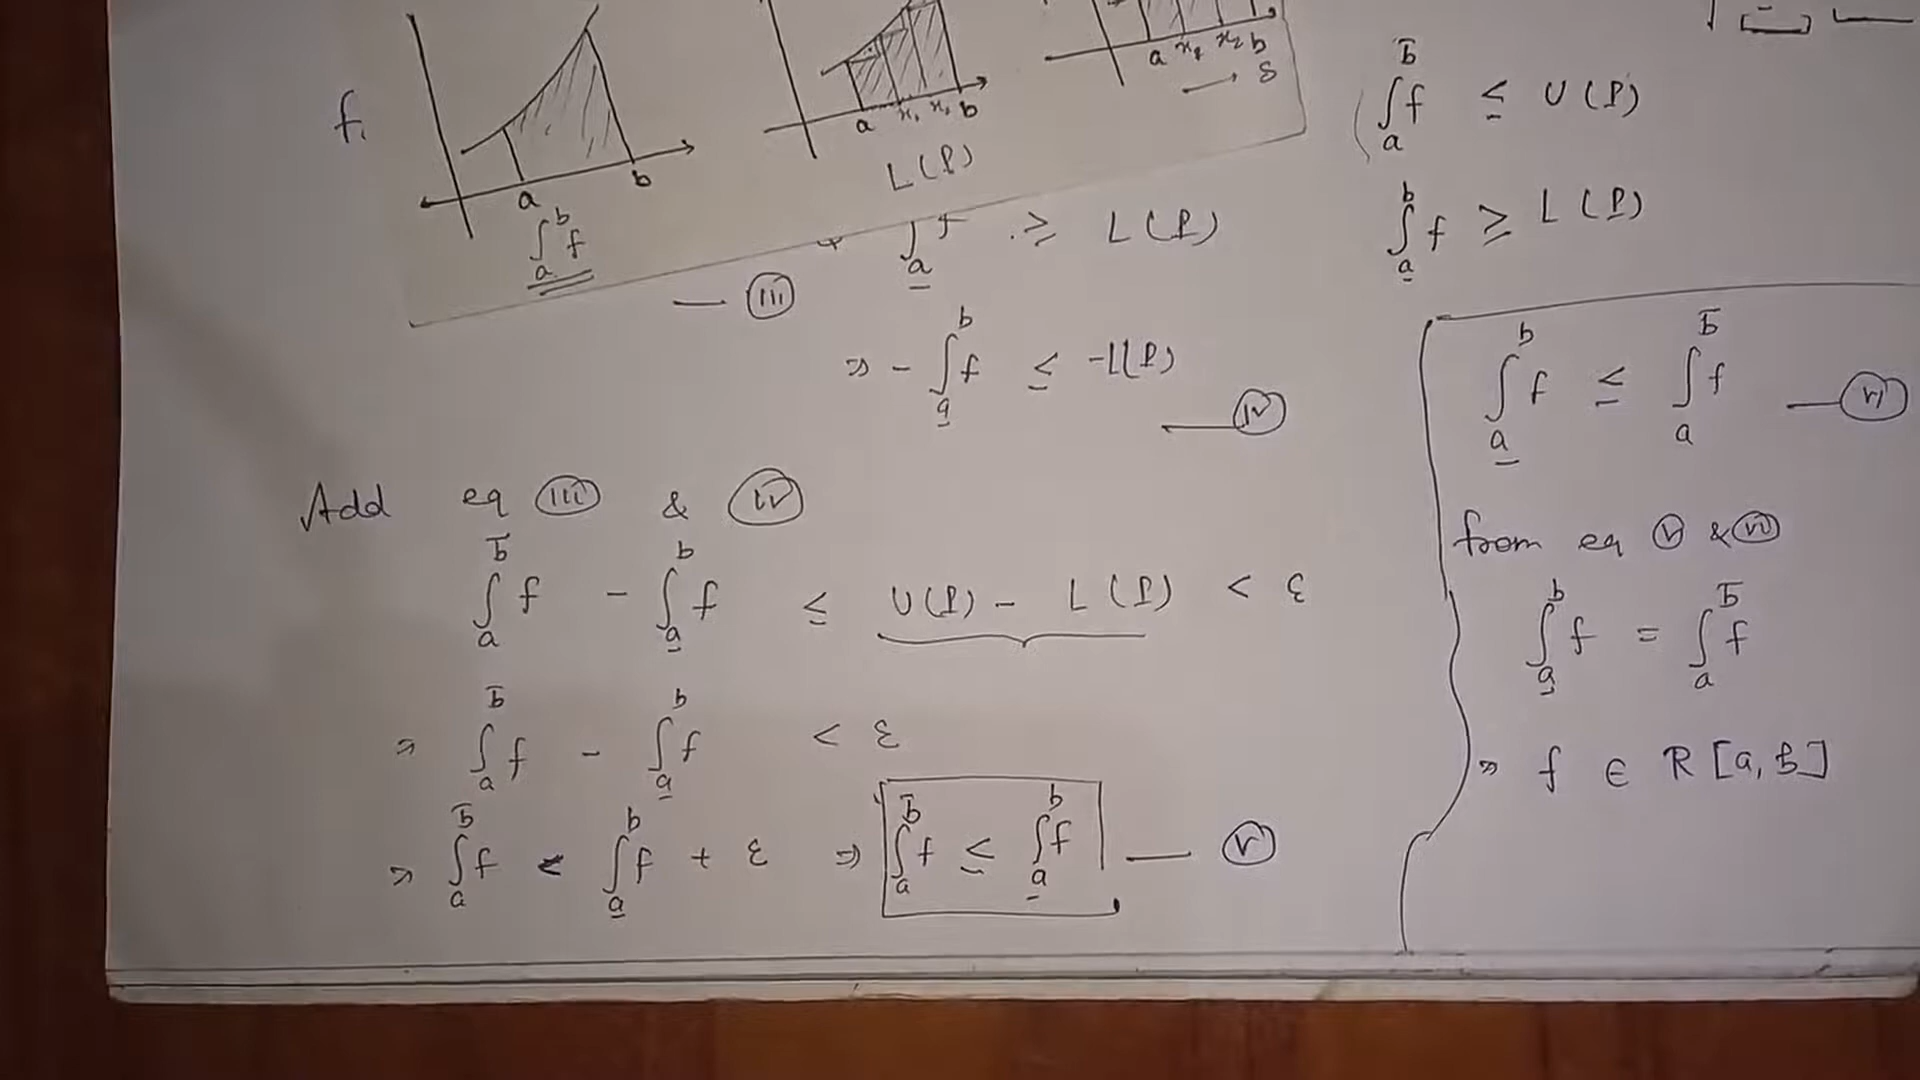 f.
a b
∫_a^b f
a x₁ x₂ b
L(P)
a x₁ x₂ b
→ δ
∫_a^b̅ f ≤ U(P)
∫_a̲^b f ≥ L(P)
∫_a̲ f ≥ L(P)
— (iii)
⇒ - ∫_a̲^b f ≤ -L(P)
— (iv)
Add eq (iii) & (iv)
∫_a^b̅ f - ∫_a̲^b f ≤ U(P) - L(P) < ε
⇒ ∫_a^b̅ f - ∫_a̲^b f < ε
⇒ ∫_a^b̅ f < ∫_a̲^b f + ε ⇒ ∫_a^b̅ f ≤ ∫_a̲^b f — (v)
∫_a̲^b f ≤ ∫_a^b̅ f — (vi)
from eq (v) & (vi)
∫_a̲^b f = ∫_a^b̅ f
⇒ f ∈ R [a, b]